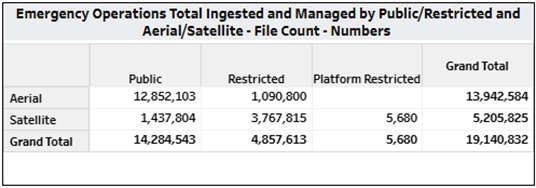 Emergency Operations Total Ingested and Managed by Public/Restricted and
Aerial/Satellite - File Count - Numbers
Public Restricted Platform Restricted Grand Total
Aerial 12,852,103 1,090,800 13,942,584
Satellite 1,437,804 3,767,815 5,680 5,205,825
Grand Total 14,284,543 4,857,613 5,680 19,140,832